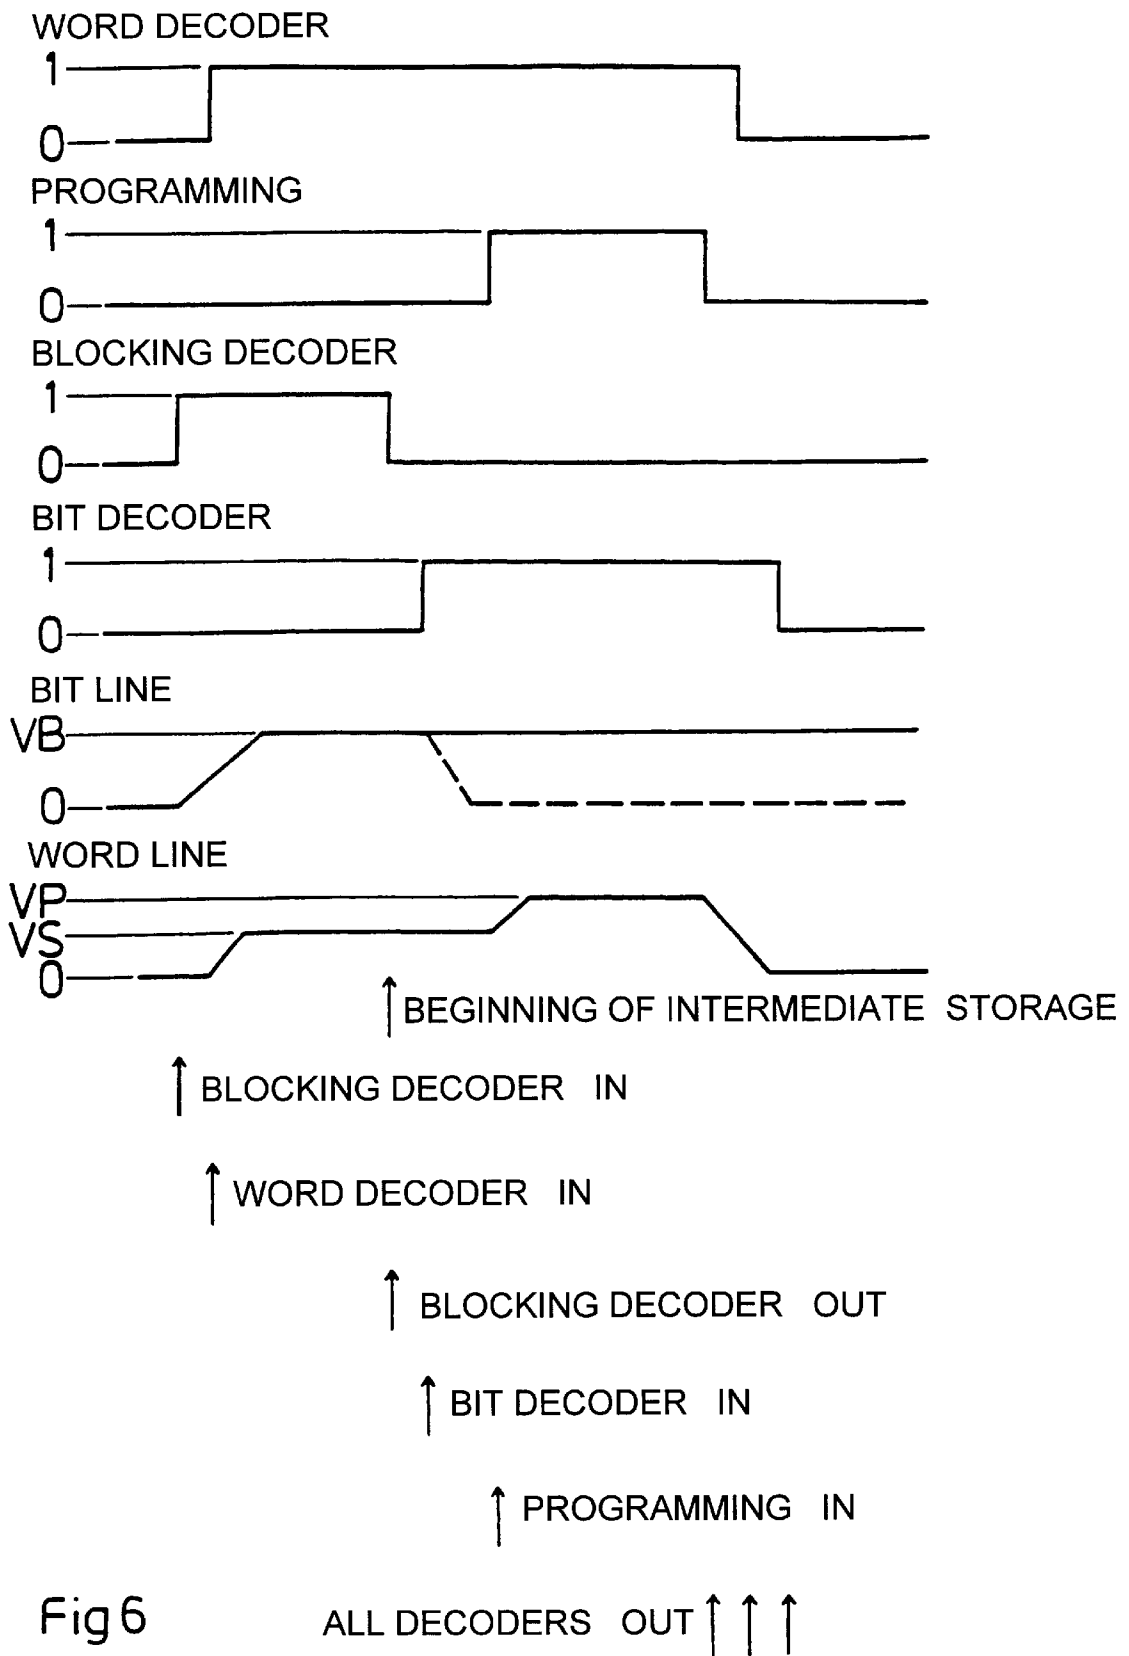 WORD DECODER
1
0
PROGRAMMING
1
0
BLOCKING DECODER
1
0
BIT DECODER
1
0
BIT LINE
VB
0
WORD LINE
VP
VS
0
BEGINNING OF INTERMEDIATE STORAGE
BLOCKING DECODER IN
WORD DECODER IN
BLOCKING DECODER OUT
BIT DECODER IN
PROGRAMMING IN
Fig 6 ALL DECODERS OUT